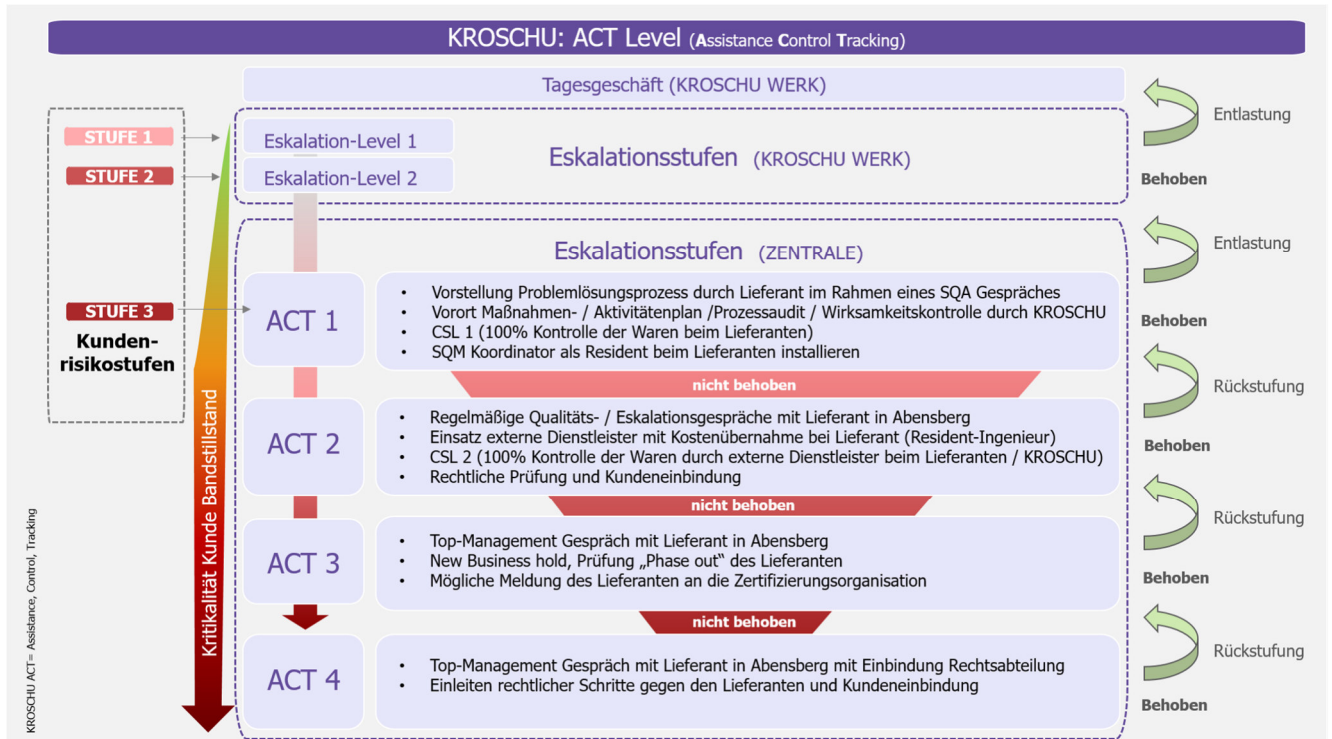 KROSCHU: ACT Level (Assistance Control Tracking)
Tagesgeschäft (KROSCHU WERK)
Entlastung
STUFE 1
Eskalation-Level 1
Eskalationsstufen (KROSCHU WERK)
STUFE 2
Eskalation-Level 2
Behoben
Eskalationsstufen (ZENTRALE)
Entlastung
STUFE 3
Kunden-
risikostufen
ACT 1
• Vorstellung Problemlösungsprozess durch Lieferant im Rahmen eines SQA Gespräches
• Vorort Maßnahmen- / Aktivitätenplan /Prozessaudit / Wirksamkeitskontrolle durch KROSCHU
• CSL 1 (100% Kontrolle der Waren beim Lieferanten)
• SQM Koordinator als Resident beim Lieferanten installieren
Behoben
nicht behoben
Rückstufung
ACT 2
• Regelmäßige Qualitäts- / Eskalationsgespräche mit Lieferant in Abensberg
• Einsatz externe Dienstleister mit Kostenübernahme bei Lieferant (Resident-Ingenieur)
• CSL 2 (100% Kontrolle der Waren durch externe Dienstleister beim Lieferanten / KROSCHU)
• Rechtliche Prüfung und Kundeneinbindung
Behoben
nicht behoben
Rückstufung
ACT 3
• Top-Management Gespräch mit Lieferant in Abensberg
• New Business hold, Prüfung „Phase out“ des Lieferanten
• Mögliche Meldung des Lieferanten an die Zertifizierungsorganisation
Behoben
nicht behoben
Rückstufung
ACT 4
• Top-Management Gespräch mit Lieferant in Abensberg mit Einbindung Rechtsabteilung
• Einleiten rechtlicher Schritte gegen den Lieferanten und Kundeneinbindung
Behoben
Kritikalität Kunde Bandstillstand
KROSCHU ACT= Assistance, Control, Tracking